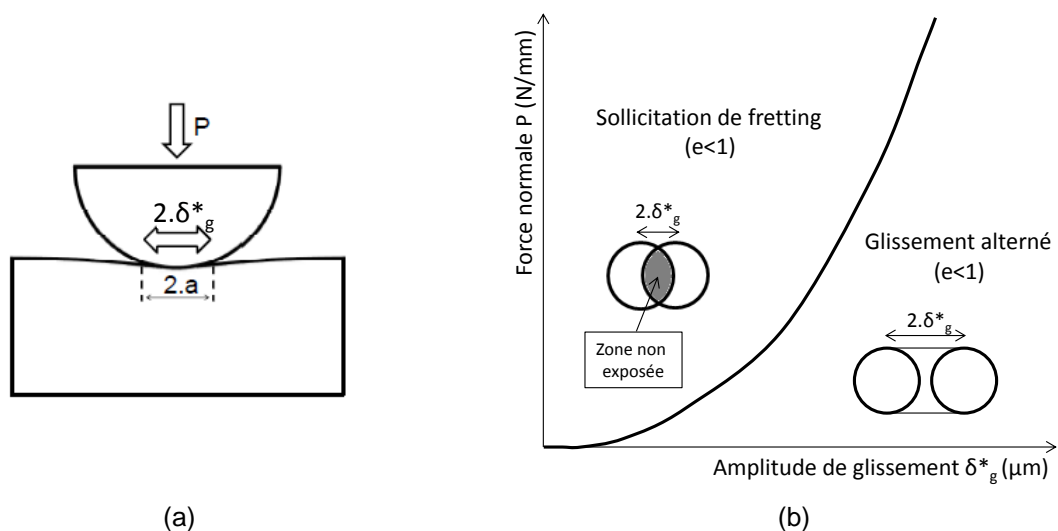 P
2.δ*g
2.a
(a)
Force normale P (N/mm)
Sollicitation de fretting
(e<1)
2.δ*g
Zone non
exposée
Glissement alterné
(e<1)
2.δ*g
Amplitude de glissement δ*g (µm)
(b)